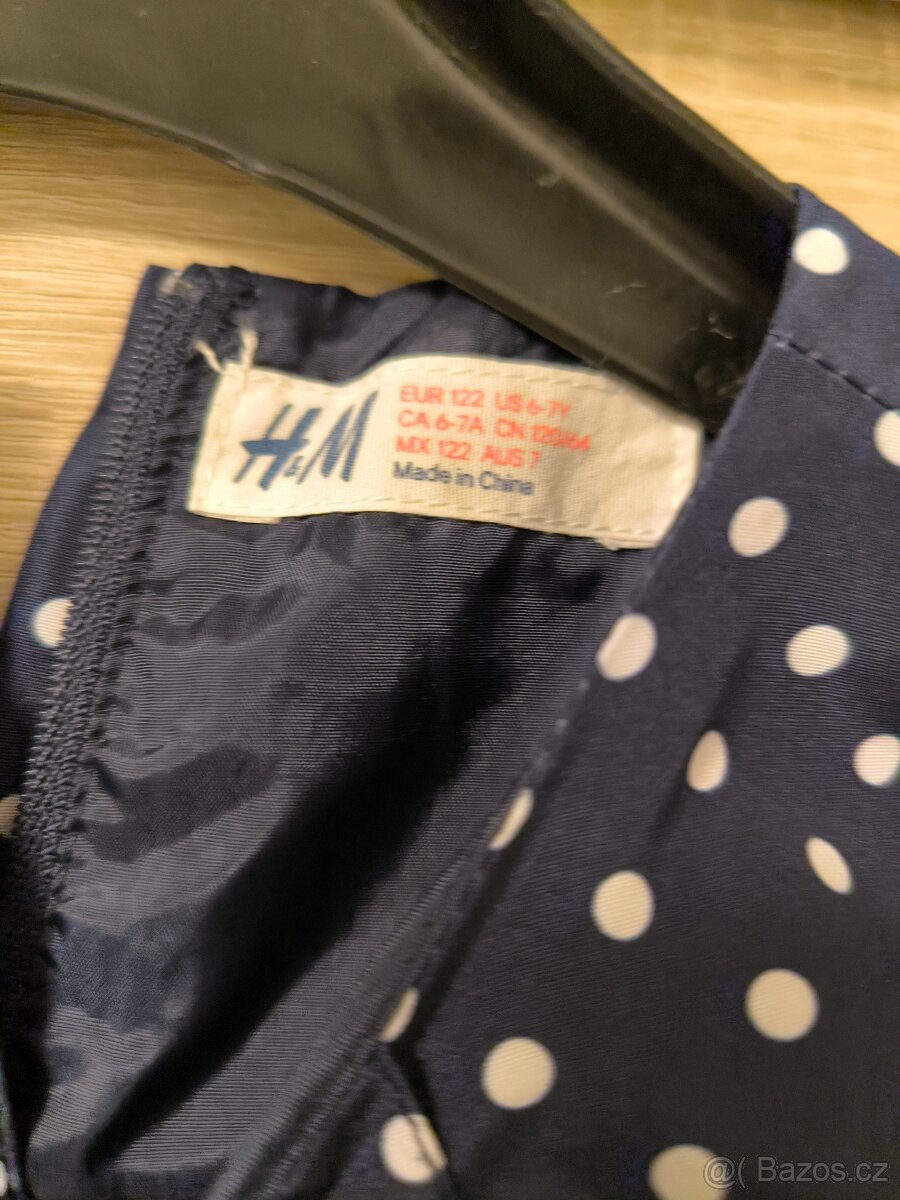 H&M
EUR 122 US 6-7Y
CA 6-7A CN 120/64
MX 122 AUS 7
Made in China
@( Bazos.cz